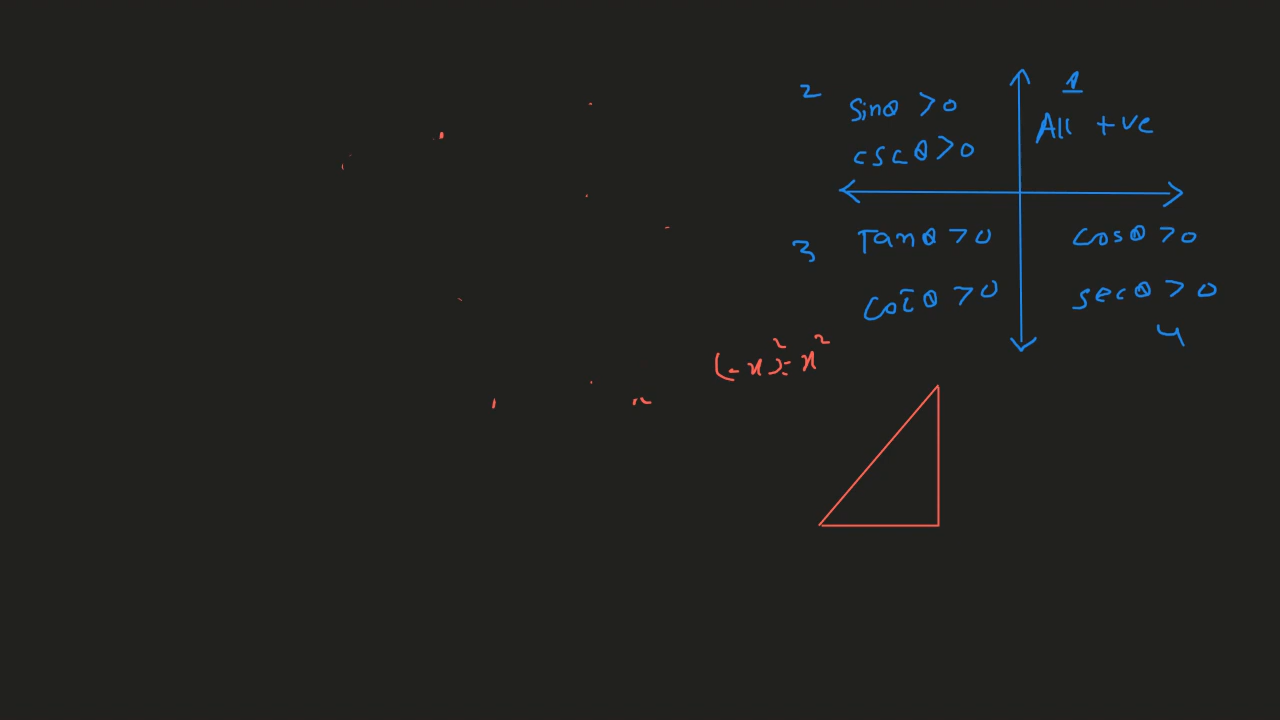 2
1
Sinθ >0
All +ve
cscθ>0
3
Tanθ >0
cosθ >0
cotθ >0
secθ >0
4
(-x)²=x²